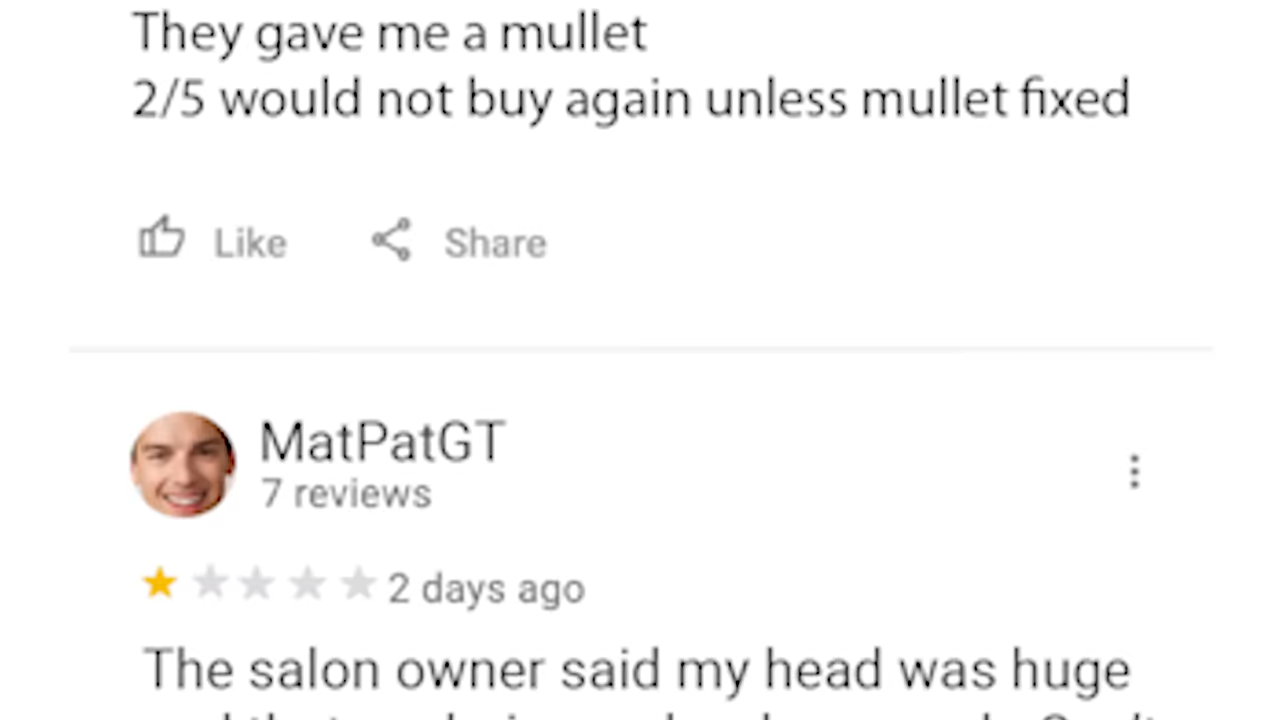 They gave me a mullet
2/5 would not buy again unless mullet fixed
Like Share
MatPatGT
7 reviews
2 days ago
The salon owner said my head was huge